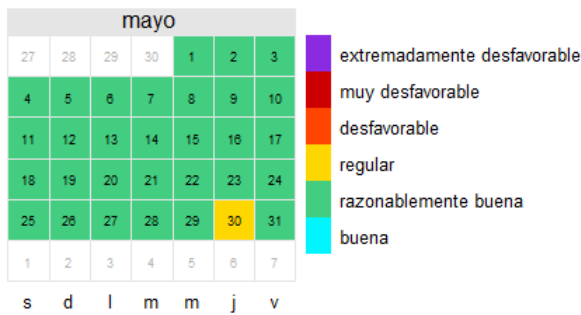 mayo
27 28 29 30 1 2 3
4 5 6 7 8 9 10
11 12 13 14 15 16 17
18 19 20 21 22 23 24
25 26 27 28 29 30 31
1 2 3 4 5 6 7
s d l m m j v
extremadamente desfavorable
muy desfavorable
desfavorable
regular
razonablemente buena
buena